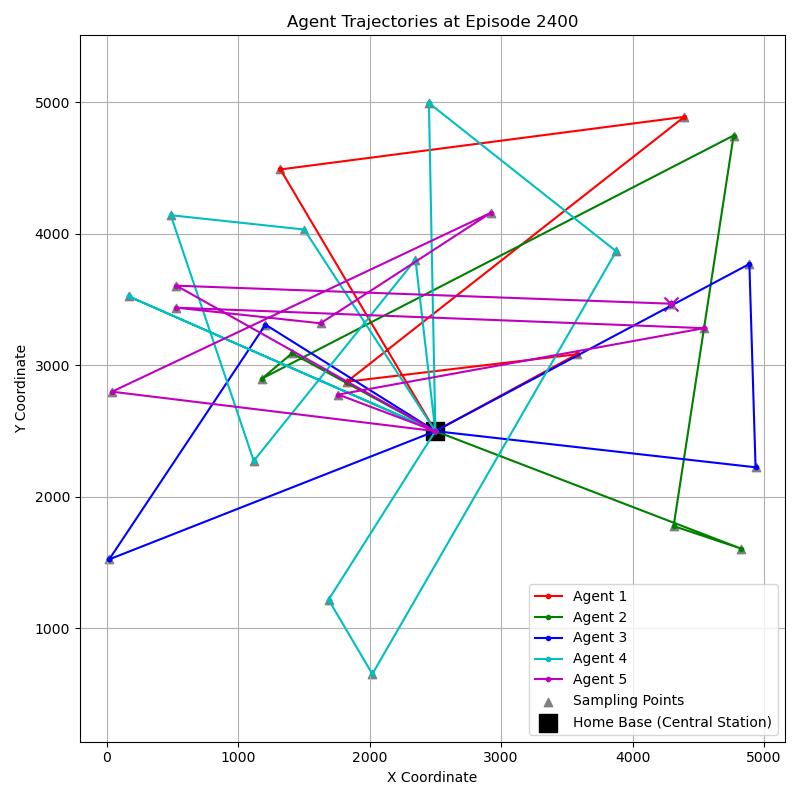 Agent Trajectories at Episode 2400
5000
4000
3000
2000
1000
Y Coordinate
0 1000 2000 3000 4000 5000
X Coordinate
Agent 1
Agent 2
Agent 3
Agent 4
Agent 5
Sampling Points
Home Base (Central Station)